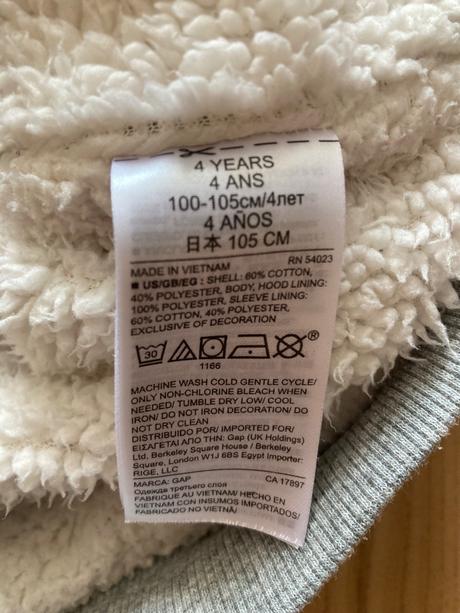 4 YEARS
4 ANS
100-105см/4лет
4 AÑOS
日本 105 CM
RN 54023
MADE IN VIETNAM
■ US/GB/EG : SHELL: 60% COTTON,
40% POLYESTER, BODY, HOOD LINING:
100% POLYESTER, SLEEVE LINING:
60% COTTON, 40% POLYESTER,
EXCLUSIVE OF DECORATION
30
®
1166
MACHINE WASH COLD GENTLE CYCLE/
ONLY NON-CHLORINE BLEACH WHEN
NEEDED/ TUMBLE DRY LOW/ COOL
IRON/ DO NOT IRON DECORATION/ DO
NOT DRY CLEAN
DISTRIBUIDO POR/ IMPORTED FOR/
ΕΙΣΑΓΕΤΑΙ ΑΠΟ ΤΗΝ: Gap (UK Holdings)
Ltd, Berkeley Square House / Berkeley
Square, London W1J 6BS Egypt Importer:
RIGE, LLC
MARCA: GAP
CA 17897
Одежда третьего слоя
FABRIQUE AU VIETNAM/ HECHO EN
VIETNAM CON INSUMOS IMPORTADOS/
FABRICADO NO VIETNÃ/